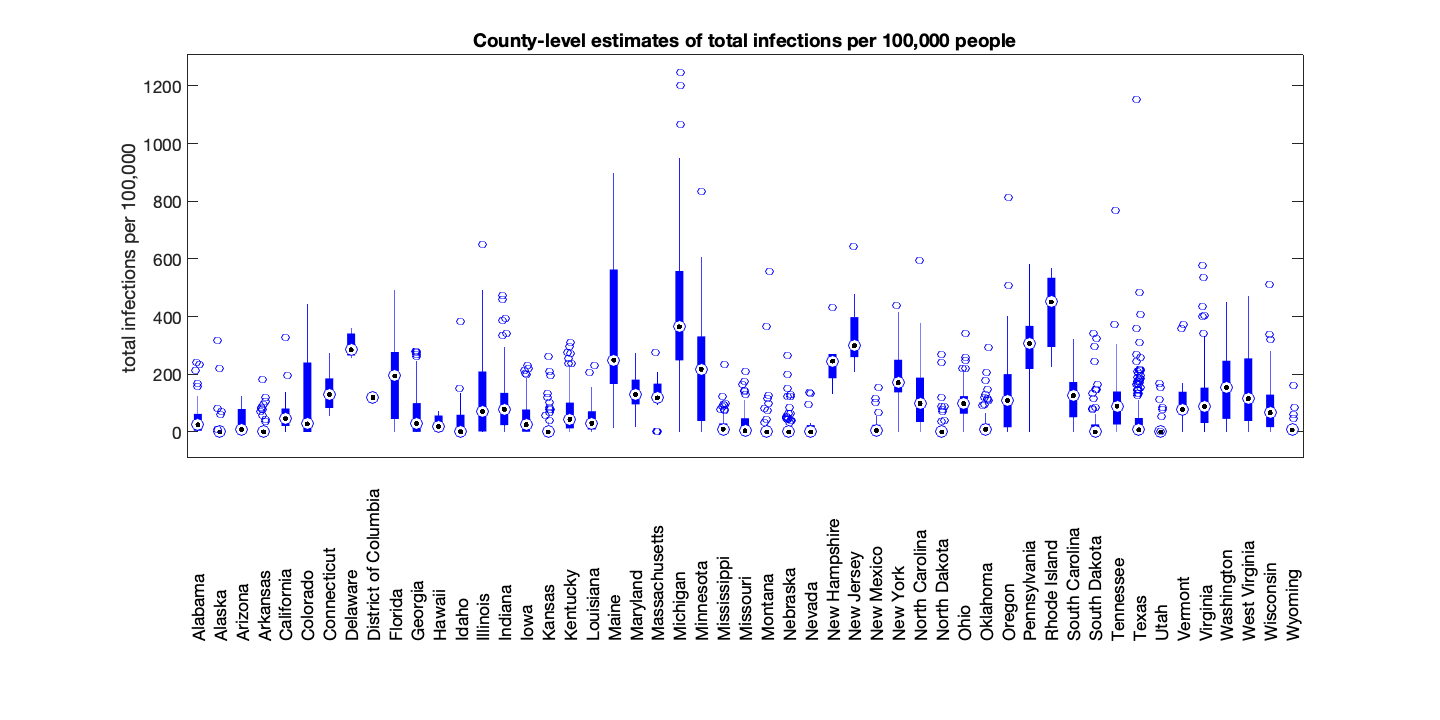 County-level estimates of total infections per 100,000 people
total infections per 100,000
1200
1000
800
600
400
200
0
Alabama
Alaska
Arizona
Arkansas
California
Colorado
Connecticut
Delaware
District of Columbia
Florida
Georgia
Hawaii
Idaho
Illinois
Indiana
Iowa
Kansas
Kentucky
Louisiana
Maine
Maryland
Massachusetts
Michigan
Minnesota
Mississippi
Missouri
Montana
Nebraska
Nevada
New Hampshire
New Jersey
New Mexico
New York
North Carolina
North Dakota
Ohio
Oklahoma
Oregon
Pennsylvania
Rhode Island
South Carolina
South Dakota
Tennessee
Texas
Utah
Vermont
Virginia
Washington
West Virginia
Wisconsin
Wyoming